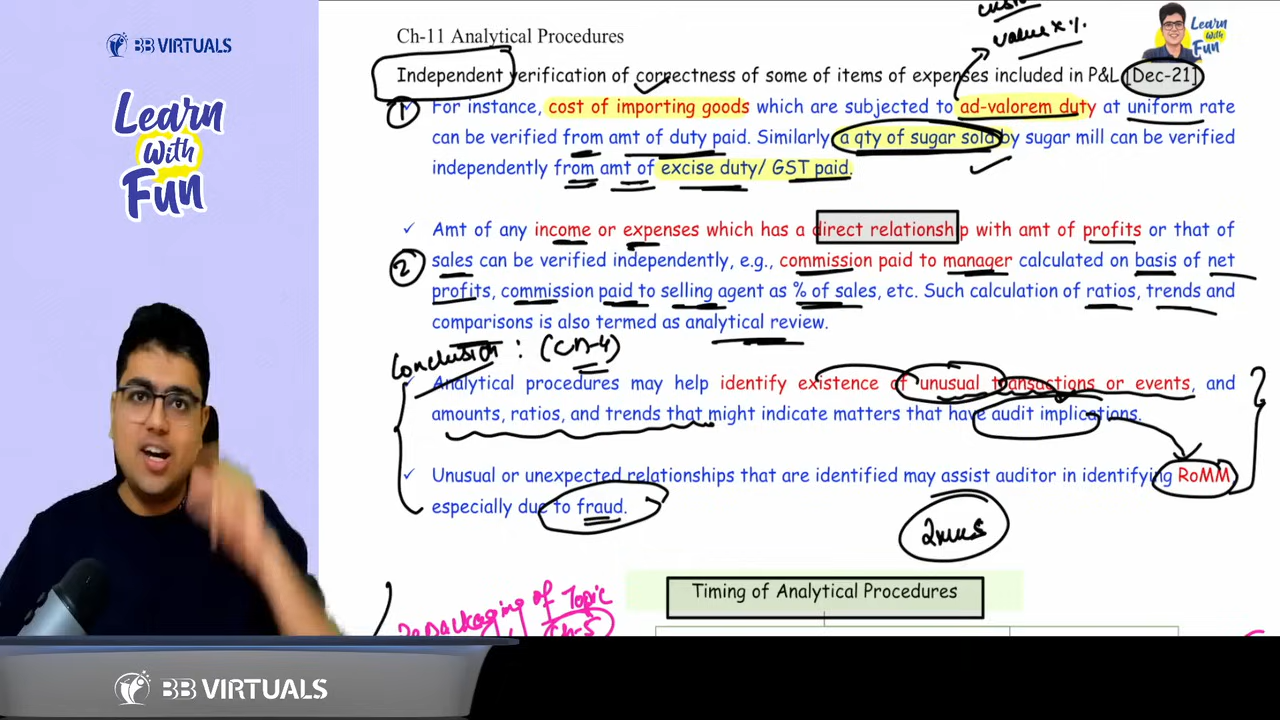 BB VIRTUALS
Learn
With
Fun
Ch-11 Analytical Procedures
value x %
Learn
With
Fun
Independent verification of correctness of some of items of expenses included in P&L [Dec-21]
① ✓ For instance, cost of importing goods which are subjected to ad-valorem duty at uniform rate
can be verified from amt of duty paid. Similarly a qty of sugar sold by sugar mill can be verified
independently from amt of excise duty/ GST paid.
✓ Amt of any income or expenses which has a direct relationship with amt of profits or that of
② sales can be verified independently, e.g., commission paid to manager calculated on basis of net
profits, commission paid to selling agent as % of sales, etc. Such calculation of ratios, trends and
comparisons is also termed as analytical review.
Conclusion : (Ch-4)
Analytical procedures may help identify existence of unusual transactions or events, and
amounts, ratios, and trends that might indicate matters that have audit implications.
✓ Unusual or unexpected relationships that are identified may assist auditor in identifying RoMM
especially due to fraud.
Timing of Analytical Procedures
of Topic
Ch-5
BB VIRTUALS